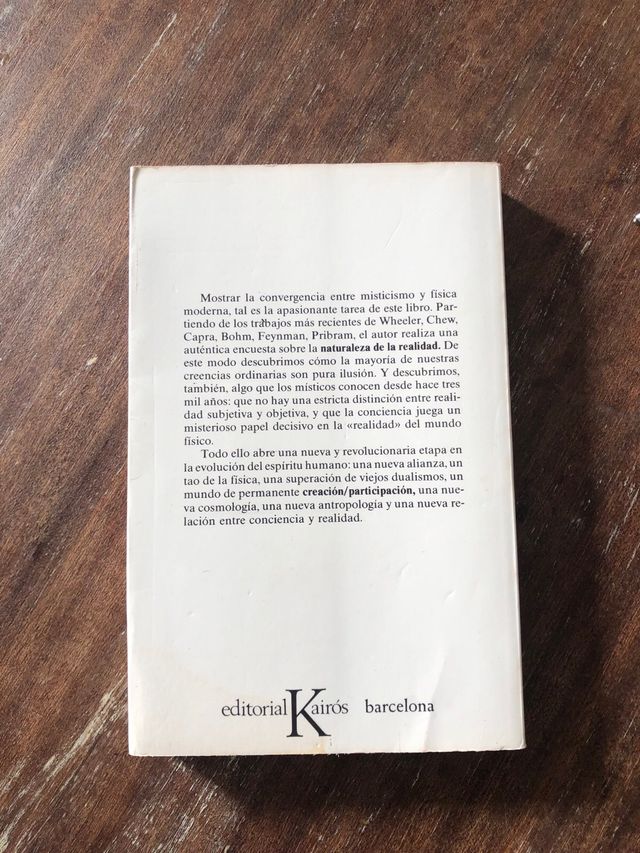 Mostrar la convergencia entre misticismo y física
moderna, tal es la apasionante tarea de este libro. Par-
tiendo de los trabajos más recientes de Wheeler, Chew,
Capra, Bohm, Feynman, Pribram, el autor realiza una
auténtica encuesta sobre la naturaleza de la realidad. De
este modo descubrimos cómo la mayoría de nuestras
creencias ordinarias son pura ilusión. Y descubrimos,
también, algo que los místicos conocen desde hace tres
mil años: que no hay una estricta distinción entre reali-
dad subjetiva y objetiva, y que la conciencia juega un
misterioso papel decisivo en la «realidad» del mundo
físico.
Todo ello abre una nueva y revolucionaria etapa en
la evolución del espíritu humano: una nueva alianza, un
tao de la física, una superación de viejos dualismos, un
mundo de permanente creación/participación, una nue-
va cosmología, una nueva antropología y una nueva re-
lación entre conciencia y realidad.
editorial Kairós barcelona